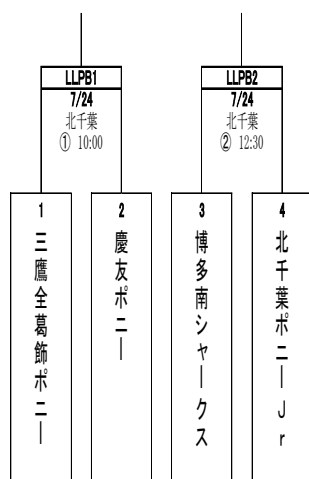 LLPB1
7/24
北千葉
① 10:00
LLPB2
7/24
北千葉
② 12:30
1
三鷹全葛飾ポニー
2
慶友ポニー
3
博多南シャークス
4
北千葉ポニーJr